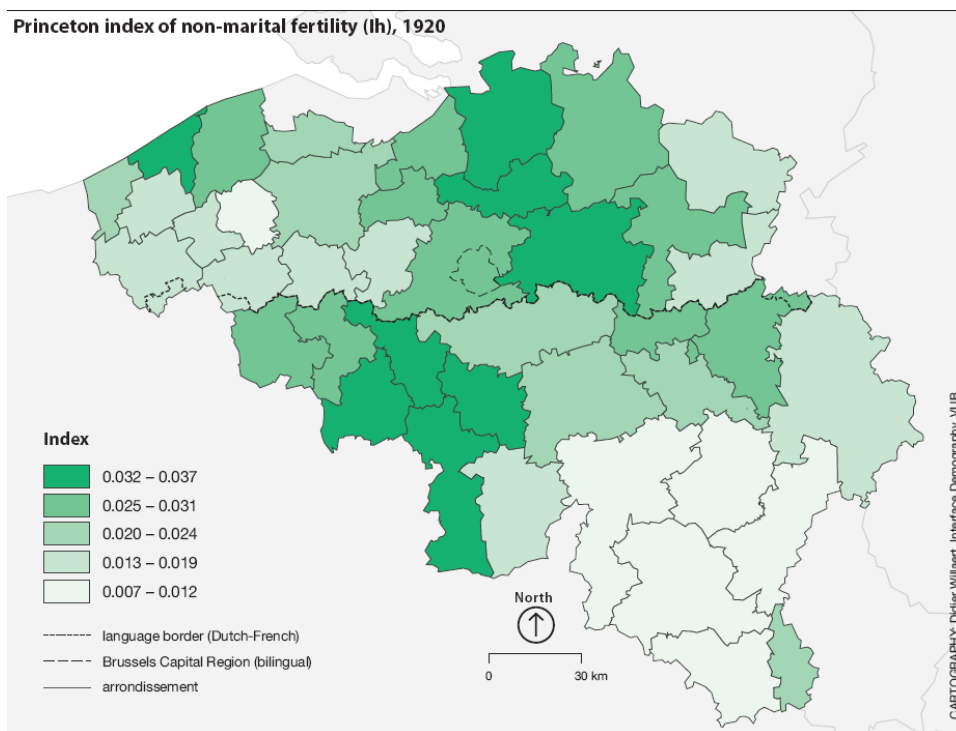 Princeton index of non-marital fertility (Ih), 1920
Index
0.032 – 0.037
0.025 – 0.031
0.020 – 0.024
0.013 – 0.019
0.007 – 0.012
language border (Dutch-French)
Brussels Capital Region (bilingual)
arrondissement
North
0 30 km
CARTOGRAPHY: Didier Willaert, Interface Demography, VUB